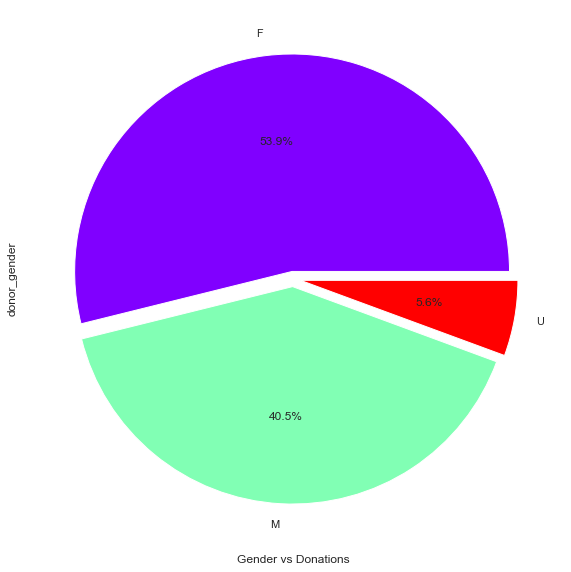 F
53.9%
donor_gender
5.6%
U
40.5%
M
Gender vs Donations